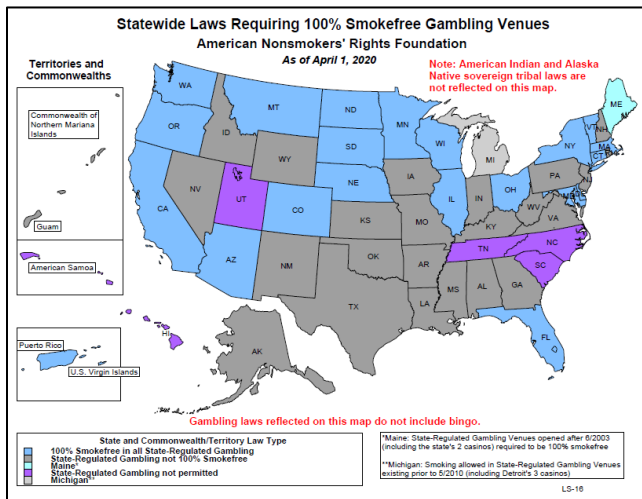 Statewide Laws Requiring 100% Smokefree Gambling Venues
American Nonsmokers' Rights Foundation
As of April 1, 2020
Territories and
Commonwealths
Note: American Indian and Alaska
Native sovereign tribal laws are
not reflected on this map.
Commonwealth of
Northern Mariana
Islands
Guam
American Samoa
Puerto Rico
U.S. Virgin Islands
WA
MT
ND
MN
ME
OR
ID
SD
WI
VT
NH
NY
MA
CT
WY
MI
NV
NE
IA
PA
NJ
UT
CO
IL
IN
OH
CA
KS
MO
KY
WV
VA
TN
NC
AZ
NM
OK
AR
SC
MS
AL
GA
TX
LA
FL
HI
AK
Gambling laws reflected on this map do not include bingo.
State and Commonwealth/Territory Law Type
100% Smokefree in all State-Regulated Gambling
State-Regulated Gambling not 100% Smokefree
Maine*
State-Regulated Gambling not permitted
Michigan**
*Maine: State-Regulated Gambling Venues opened after 6/2003
(including the state's 2 casinos) required to be 100% smokefree
**Michigan: Smoking allowed in State-Regulated Gambling Venues
existing prior to 5/2010 (including Detroit's 3 casinos)
LS-16